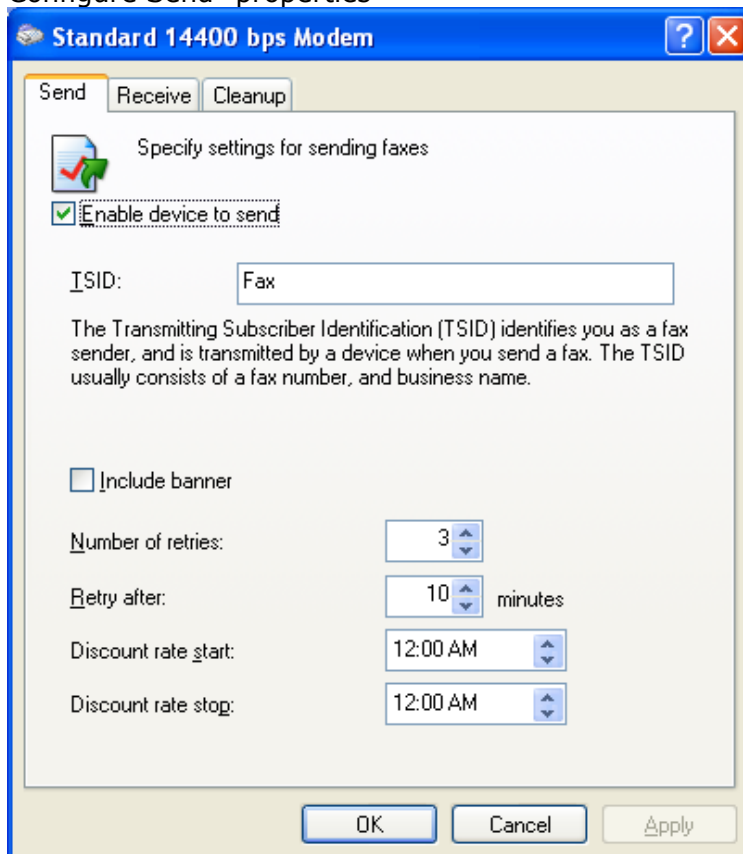 Configure Send" properties
Standard 14400 bps Modem
Send Receive Cleanup
Specify settings for sending faxes
Enable device to send
TSID: Fax
The Transmitting Subscriber Identification (TSID) identifies you as a fax
sender, and is transmitted by a device when you send a fax. The TSID
usually consists of a fax number, and business name.
Include banner
Number of retries: 3
Retry after: 10 minutes
Discount rate start: 12:00 AM
Discount rate stop: 12:00 AM
OK Cancel Apply